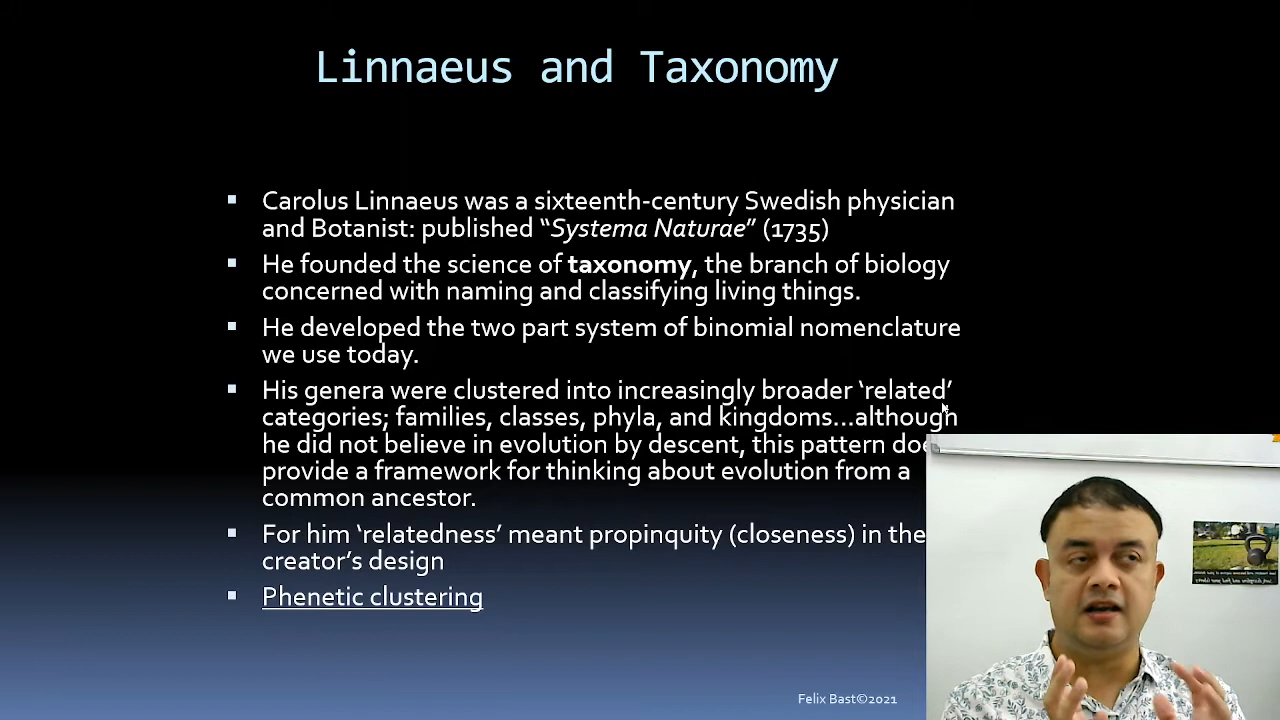 Linnaeus and Taxonomy
▪ Carolus Linnaeus was a sixteenth-century Swedish physician
and Botanist: published “Systema Naturae” (1735)
▪ He founded the science of taxonomy, the branch of biology
concerned with naming and classifying living things.
▪ He developed the two part system of binomial nomenclature
we use today.
▪ His genera were clustered into increasingly broader ‘related’
categories; families, classes, phyla, and kingdoms…although
he did not believe in evolution by descent, this pattern doe
provide a framework for thinking about evolution from a
common ancestor.
▪ For him ‘relatedness’ meant propinquity (closeness) in the
creator’s design
▪ Phenetic clustering
Felix Bast©2021